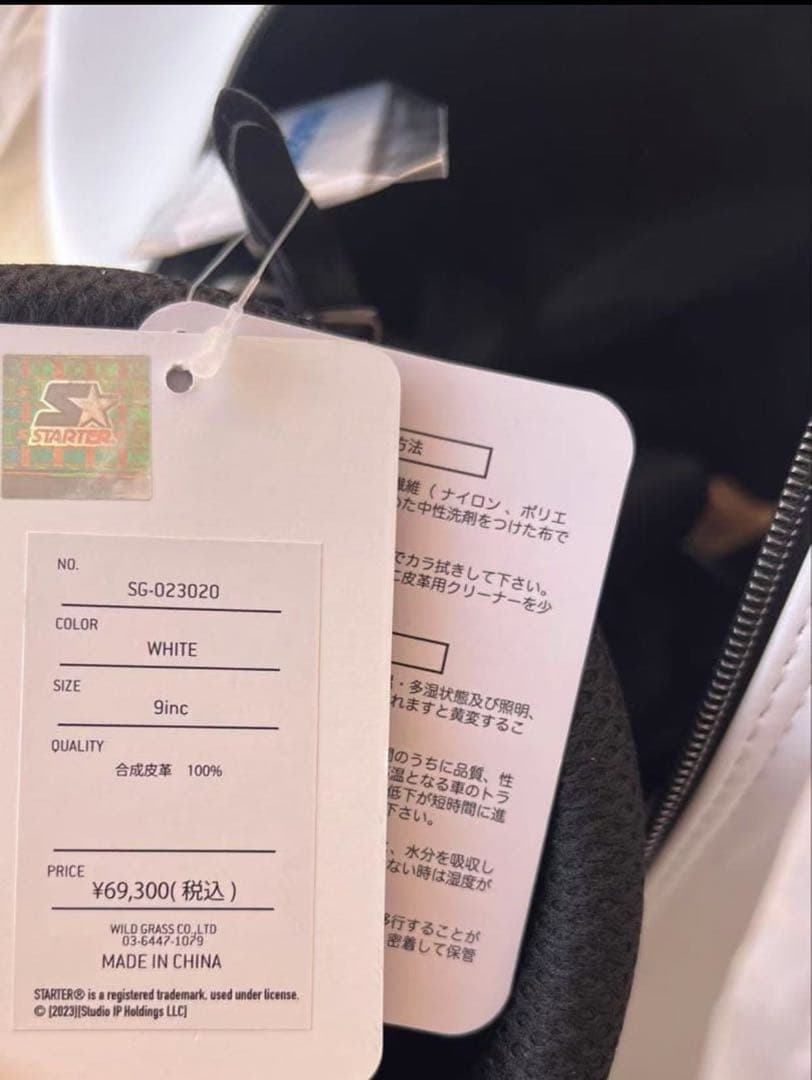 STARTER
NO.
SG-023020
COLOR
WHITE
SIZE
9inc
QUALITY
合成皮革 100%
PRICE
¥69,300(税込)
WILD GRASS CO.,LTD
03-6447-1079
MADE IN CHINA
STARTER® is a registered trademark. used under license.
© [2023][Studio IP Holdings LLC]
方法
繊維(ナイロン、ポリエ
めた中性洗剤をつけた布で
でカラ拭きして下さい。
に皮革用クリーナーを少
・多湿状態及び照明、
れますと黄変するこ
間のうちに品質、性
温となる車のトラ
低下が短時間に進
下さい。
、水分を吸収し
ない時は湿度が
移行することが
密着して保管